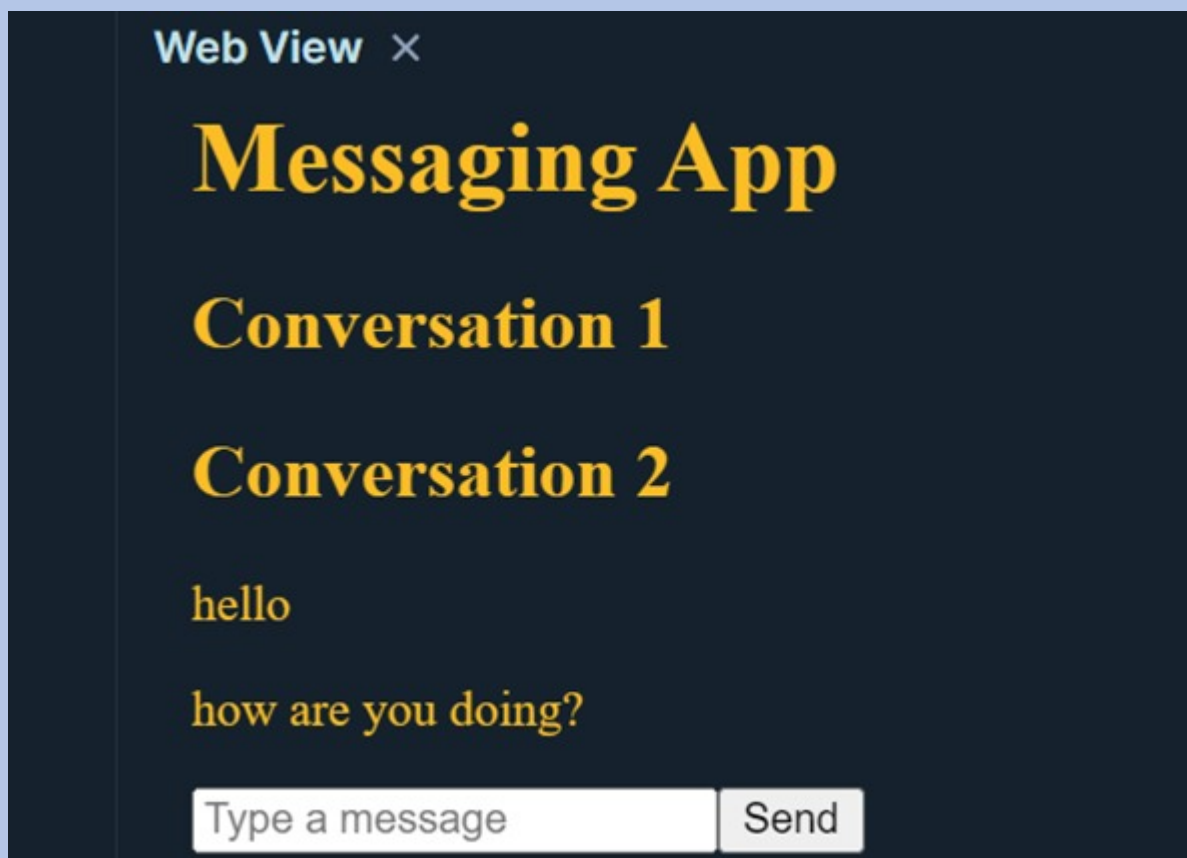 Web View ×
Messaging App
Conversation 1
Conversation 2
hello
how are you doing?
Type a message Send